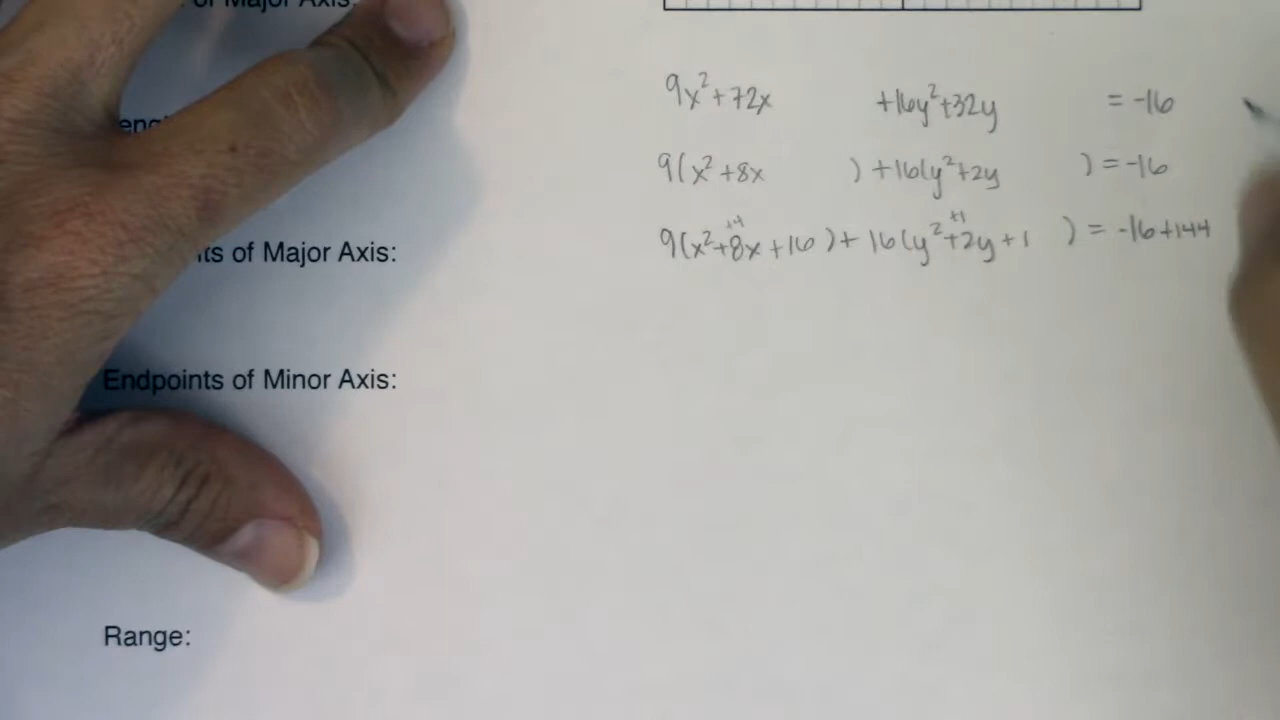 of Major Axis:
9x²+72x +16y²+32y = -16
9(x²+8x ) +16(y²+2y ) = -16
+4 +1
9(x²+8x+16 )+ 16(y²+2y+1 ) = -16+144
of Major Axis:
Endpoints of Minor Axis:
Range: